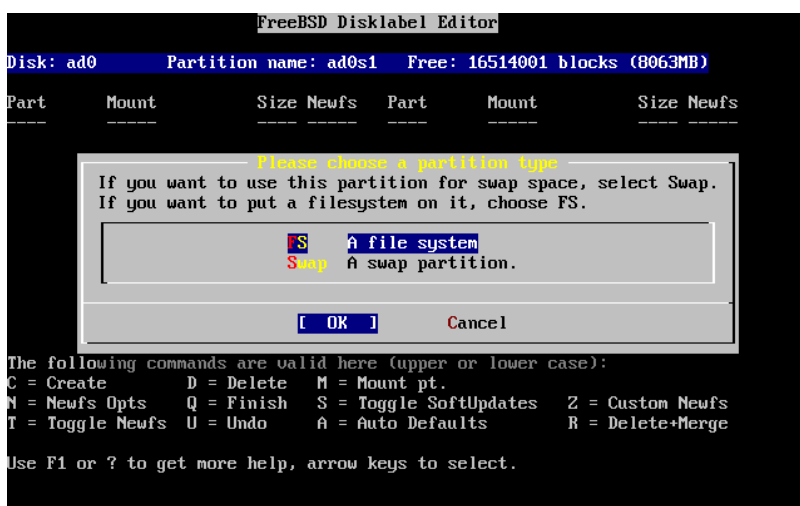 FreeBSD Disklabel Editor
Disk: ad0 Partition name: ad0s1 Free: 16514001 blocks (8063MB)
Part Mount Size Newfs Part Mount Size Newfs
---- ----- ---- ----- ---- ----- ---- -----
Please choose a partition type
If you want to use this partition for swap space, select Swap.
If you want to put a filesystem on it, choose FS.
FS A file system
Swap A swap partition.
[ OK ] Cancel
The following commands are valid here (upper or lower case):
C = Create D = Delete M = Mount pt.
N = Newfs Opts Q = Finish S = Toggle SoftUpdates Z = Custom Newfs
T = Toggle Newfs U = Undo A = Auto Defaults R = Delete+Merge
Use F1 or ? to get more help, arrow keys to select.